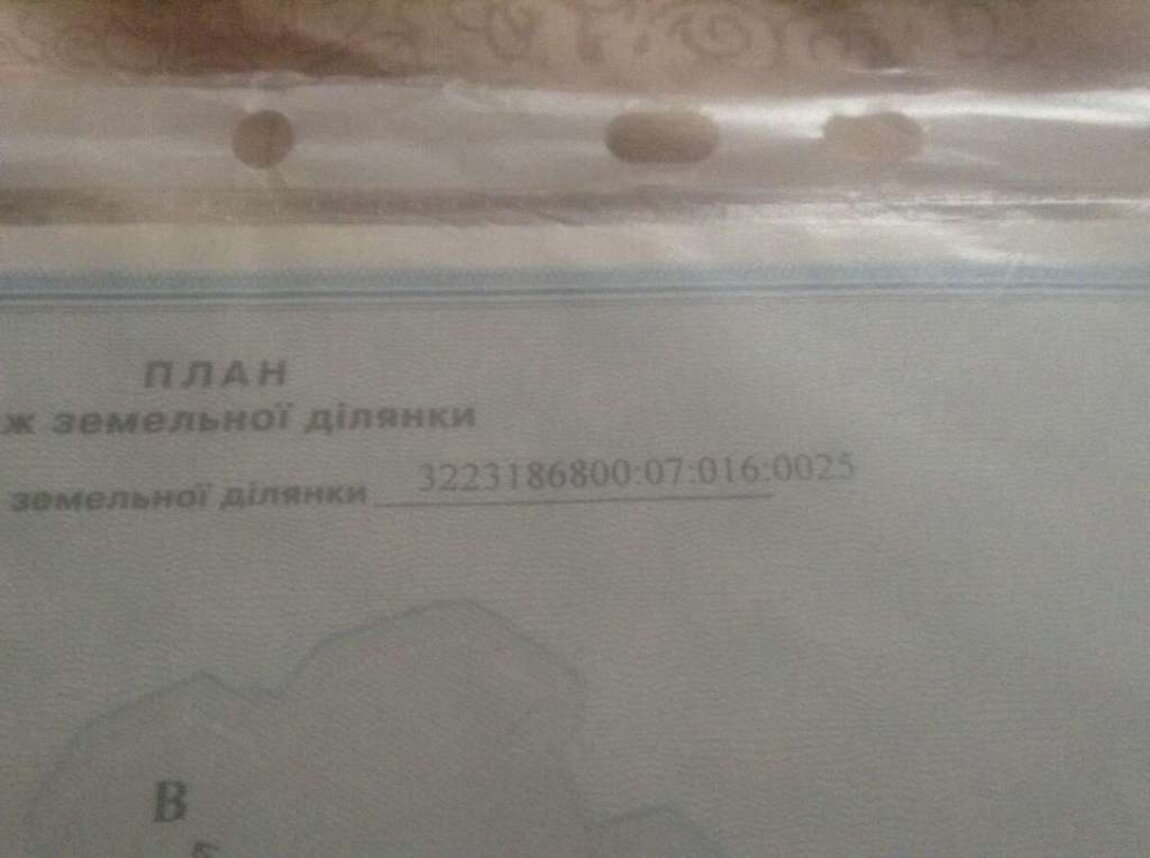 ПЛАН
ж земельної ділянки
земельної ділянки 3223186800:07:016:0025
В